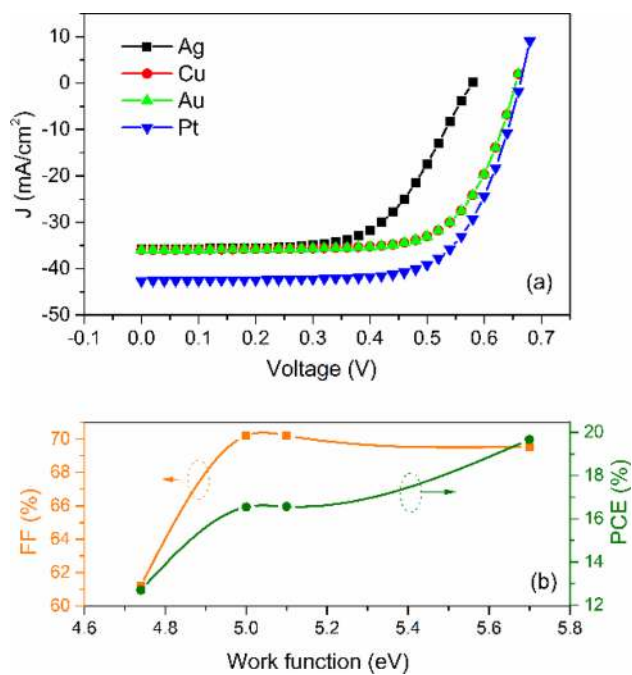 10
0
-10
-20
-30
-40
-50
J (mA/cm²)
Ag
Cu
Au
Pt
(a)
-0.1 0.0 0.1 0.2 0.3 0.4 0.5 0.6 0.7
Voltage (V)
70
68
66
64
62
60
FF (%)
20
18
16
14
12
PCE (%)
(b)
4.6 4.8 5.0 5.2 5.4 5.6 5.8
Work function (eV)